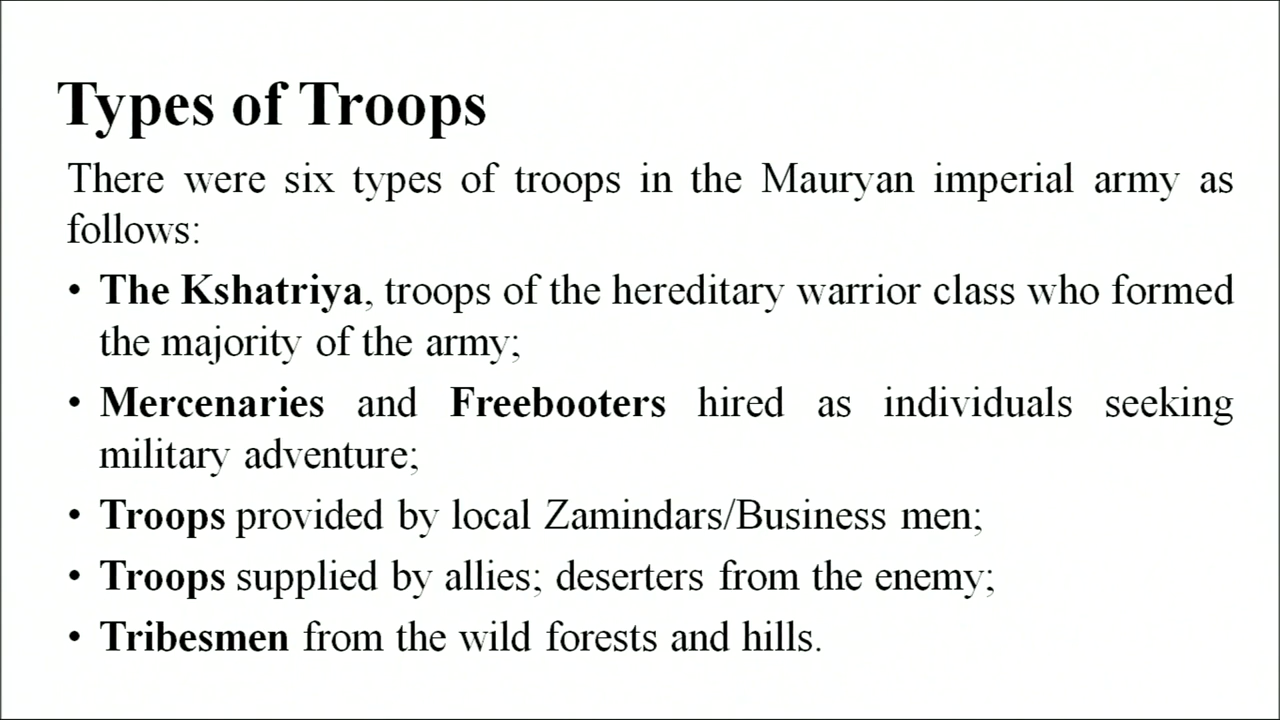 Types of Troops
There were six types of troops in the Mauryan imperial army as
follows:
• The Kshatriya, troops of the hereditary warrior class who formed
the majority of the army;
• Mercenaries and Freebooters hired as individuals seeking
military adventure;
• Troops provided by local Zamindars/Business men;
• Troops supplied by allies; deserters from the enemy;
• Tribesmen from the wild forests and hills.